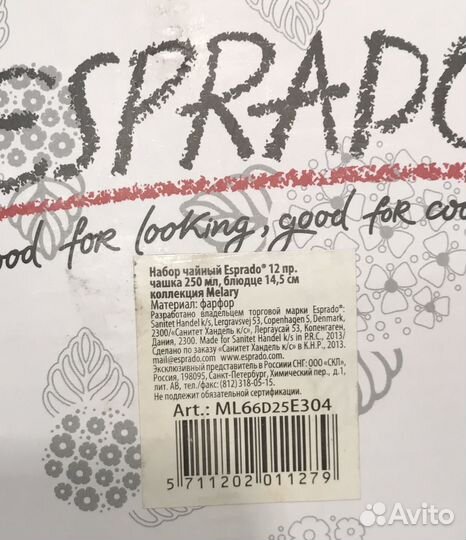 ESPRADO
ood for looking, good for coo
Набор чайный Esprado® 12 пр.
чашка 250 мл, блюдце 14,5 см
коллекция Melary
Материал: фарфор
Разработано владельцем торговой марки Esprado®:
Sanitet Handel k/s, Lergravsvej 53, Copenhagen S, Denmark,
2300/«Санитет Хандель к/с», Лерграусай 53, Копенгаген,
Дания, 2300. Made for Sanitet Handel k/s in P.R.C., 2013/
Сделано по заказу «Санитет Хандель к/с» в К.Н.Р., 2013.
mail@esprado.com. www.esprado.com.
Эксклюзивный представитель в Россиии СНГ: ООО «СКЛ»,
Россия, 198095, Санкт-Петербург, Химический пер., д.1,
лит. АВ, тел./факс: (812) 318-05-15.
Не подлежит обязательной сертификации.
Art.: ML66D25E304
5 711202 011279
Avito